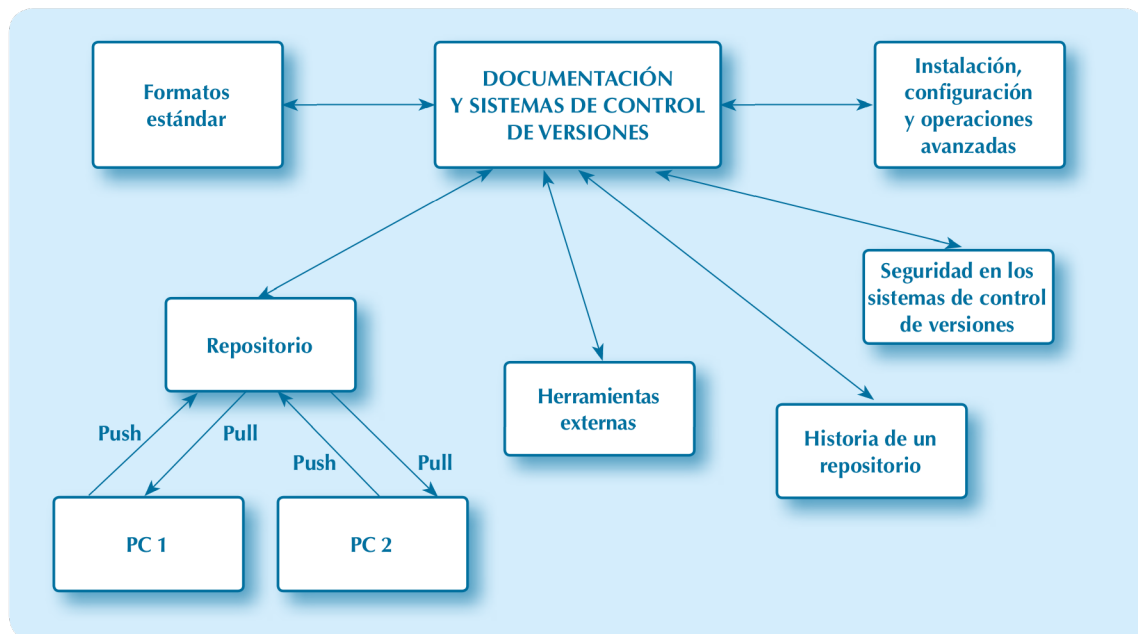 Formatos
estándar
DOCUMENTACIÓN
Y SISTEMAS DE CONTROL
DE VERSIONES
Instalación,
configuración
y operaciones
avanzadas
Seguridad en los
sistemas de control
de versiones
Repositorio
Herramientas
externas
Historia de un
repositorio
Push
Pull
Push
Pull
PC 1
PC 2